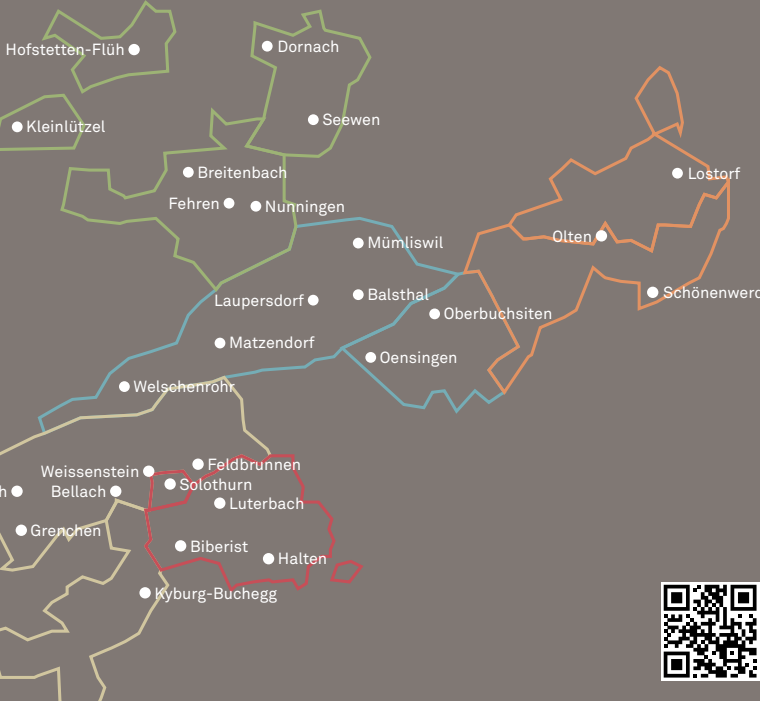 Hofstetten-Flüh
Dornach
Kleinlützel
Seewen
Breitenbach
Lostorf
Fehren
Nunningen
Olten
Mümliswil
Laupersdorf
Balsthal
Schönenwerd
Oberbuchsiten
Matzendorf
Oensingen
Welschenrohr
Feldbrunnen
Weissenstein
Solothurn
h
Bellach
Luterbach
Grenchen
Biberist
Halten
Kyburg-Buchegg